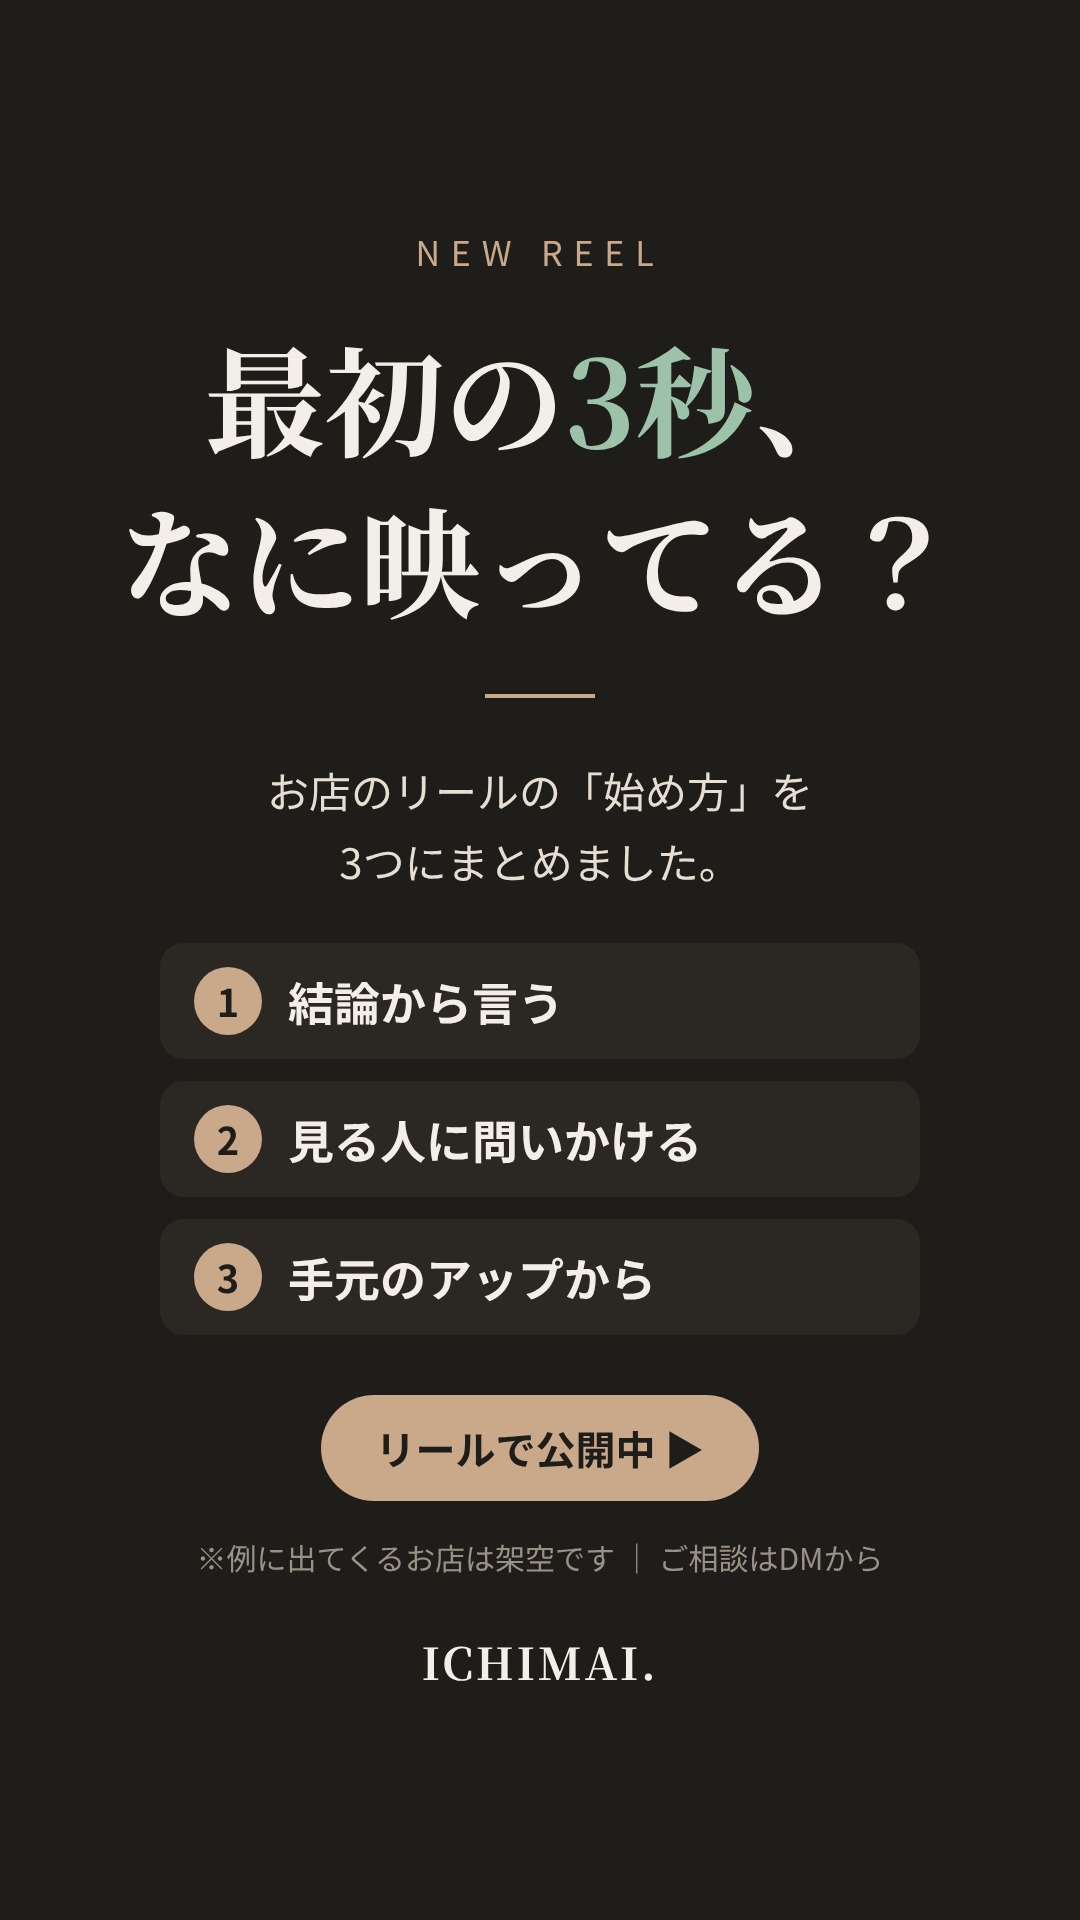 NEW REEL
最初の3秒、
なに映ってる？
お店のリールの「始め方」を
3つにまとめました。
1 結論から言う
2 見る人に問いかける
3 手元のアップから
リールで公開中 ▶
※例に出てくるお店は架空です ｜ ご相談はDMから
ICHIMAI.